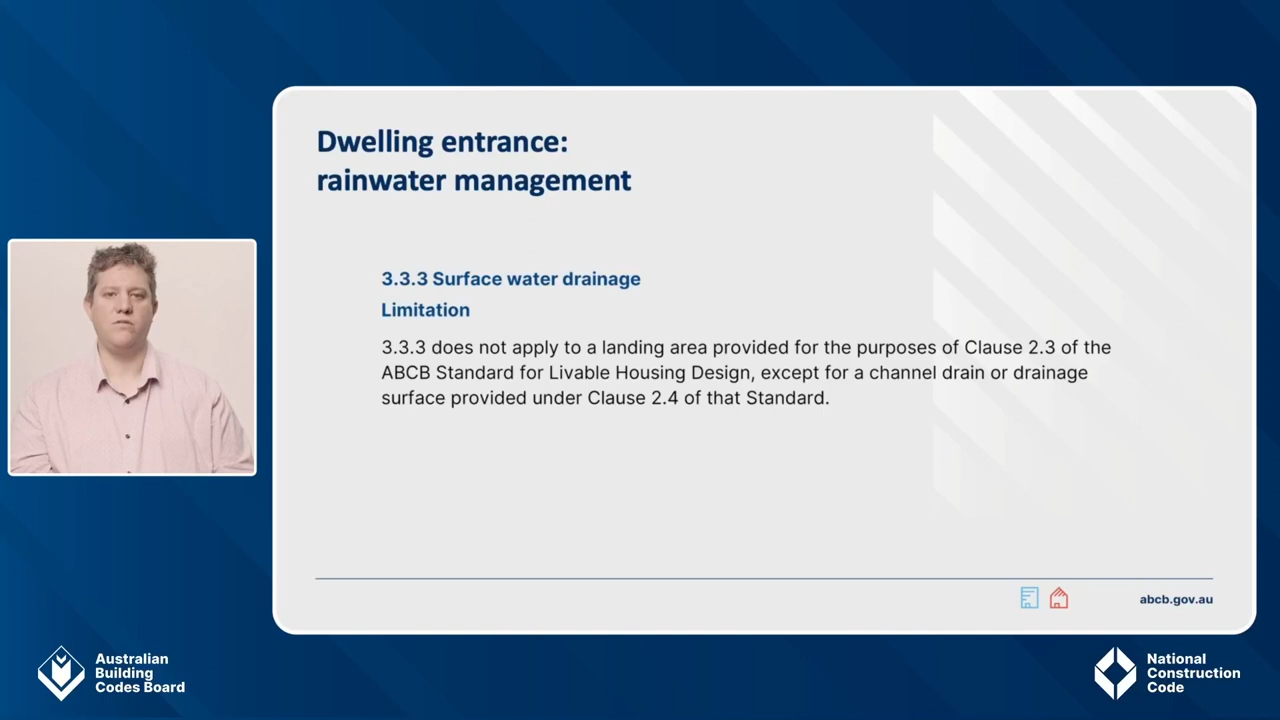 Dwelling entrance:
rainwater management
3.3.3 Surface water drainage
Limitation
3.3.3 does not apply to a landing area provided for the purposes of Clause 2.3 of the
ABCB Standard for Livable Housing Design, except for a channel drain or drainage
surface provided under Clause 2.4 of that Standard.
abcb.gov.au
Australian
Building
Codes Board
National
Construction
Code